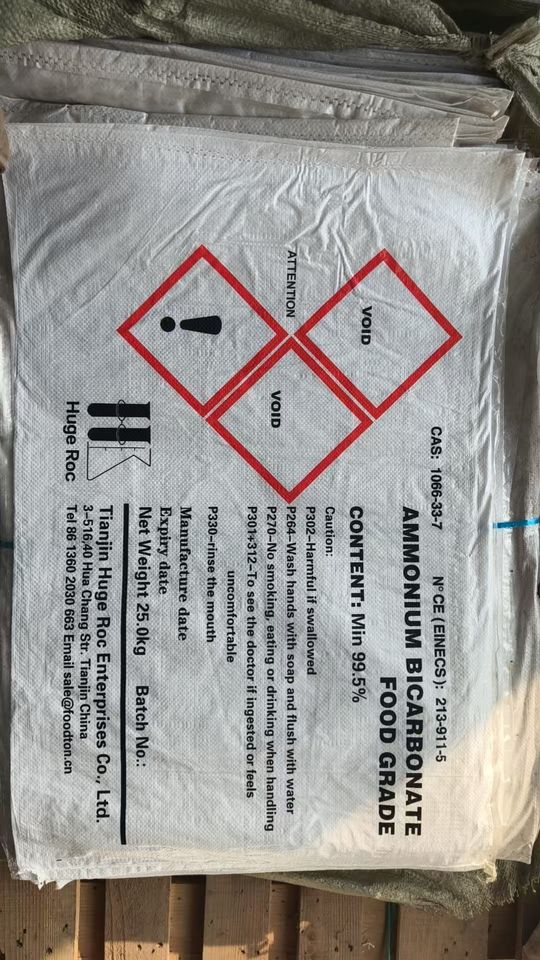 CAS: 1066-33-7 N° CE (EINECS): 213-911-5
AMMONIUM BICARBONATE
FOOD GRADE
VOID
CONTENT: Min 99.5%
Caution:
P302-Harmful if swallowed
P264-Wash hands with soap and flush with water
P270-No smoking, eating or drinking when handling
P301+312-To see the doctor if ingested or feels
uncomfortable
P330-rinse the mouth
ATTENTION
VOID
!
Manufacture date
Expiry date
Net Weight 25.0kg Batch No.:
Huge Roc
Tianjin Huge Roc Enterprises Co., Ltd.
3-516,40 Hua Chang Str. Tianjin China
Tel 86 1360 2030 663 Email sale@foodton.cn